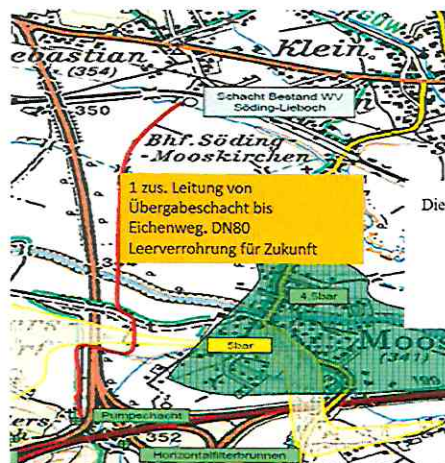 Klein
ebastian
(354)
Schacht Bestand WV
Söding-Lieboch
350
Bhf. Söding
-Mooskirchen
1 zus. Leitung von
Übergabeschacht bis
Eichenweg. DN80
Leerverrohrung für Zukunft
Die
4.5bar
5bar
Moos
(341)
Pumpschacht
352
Horizontalfilterbrunnen